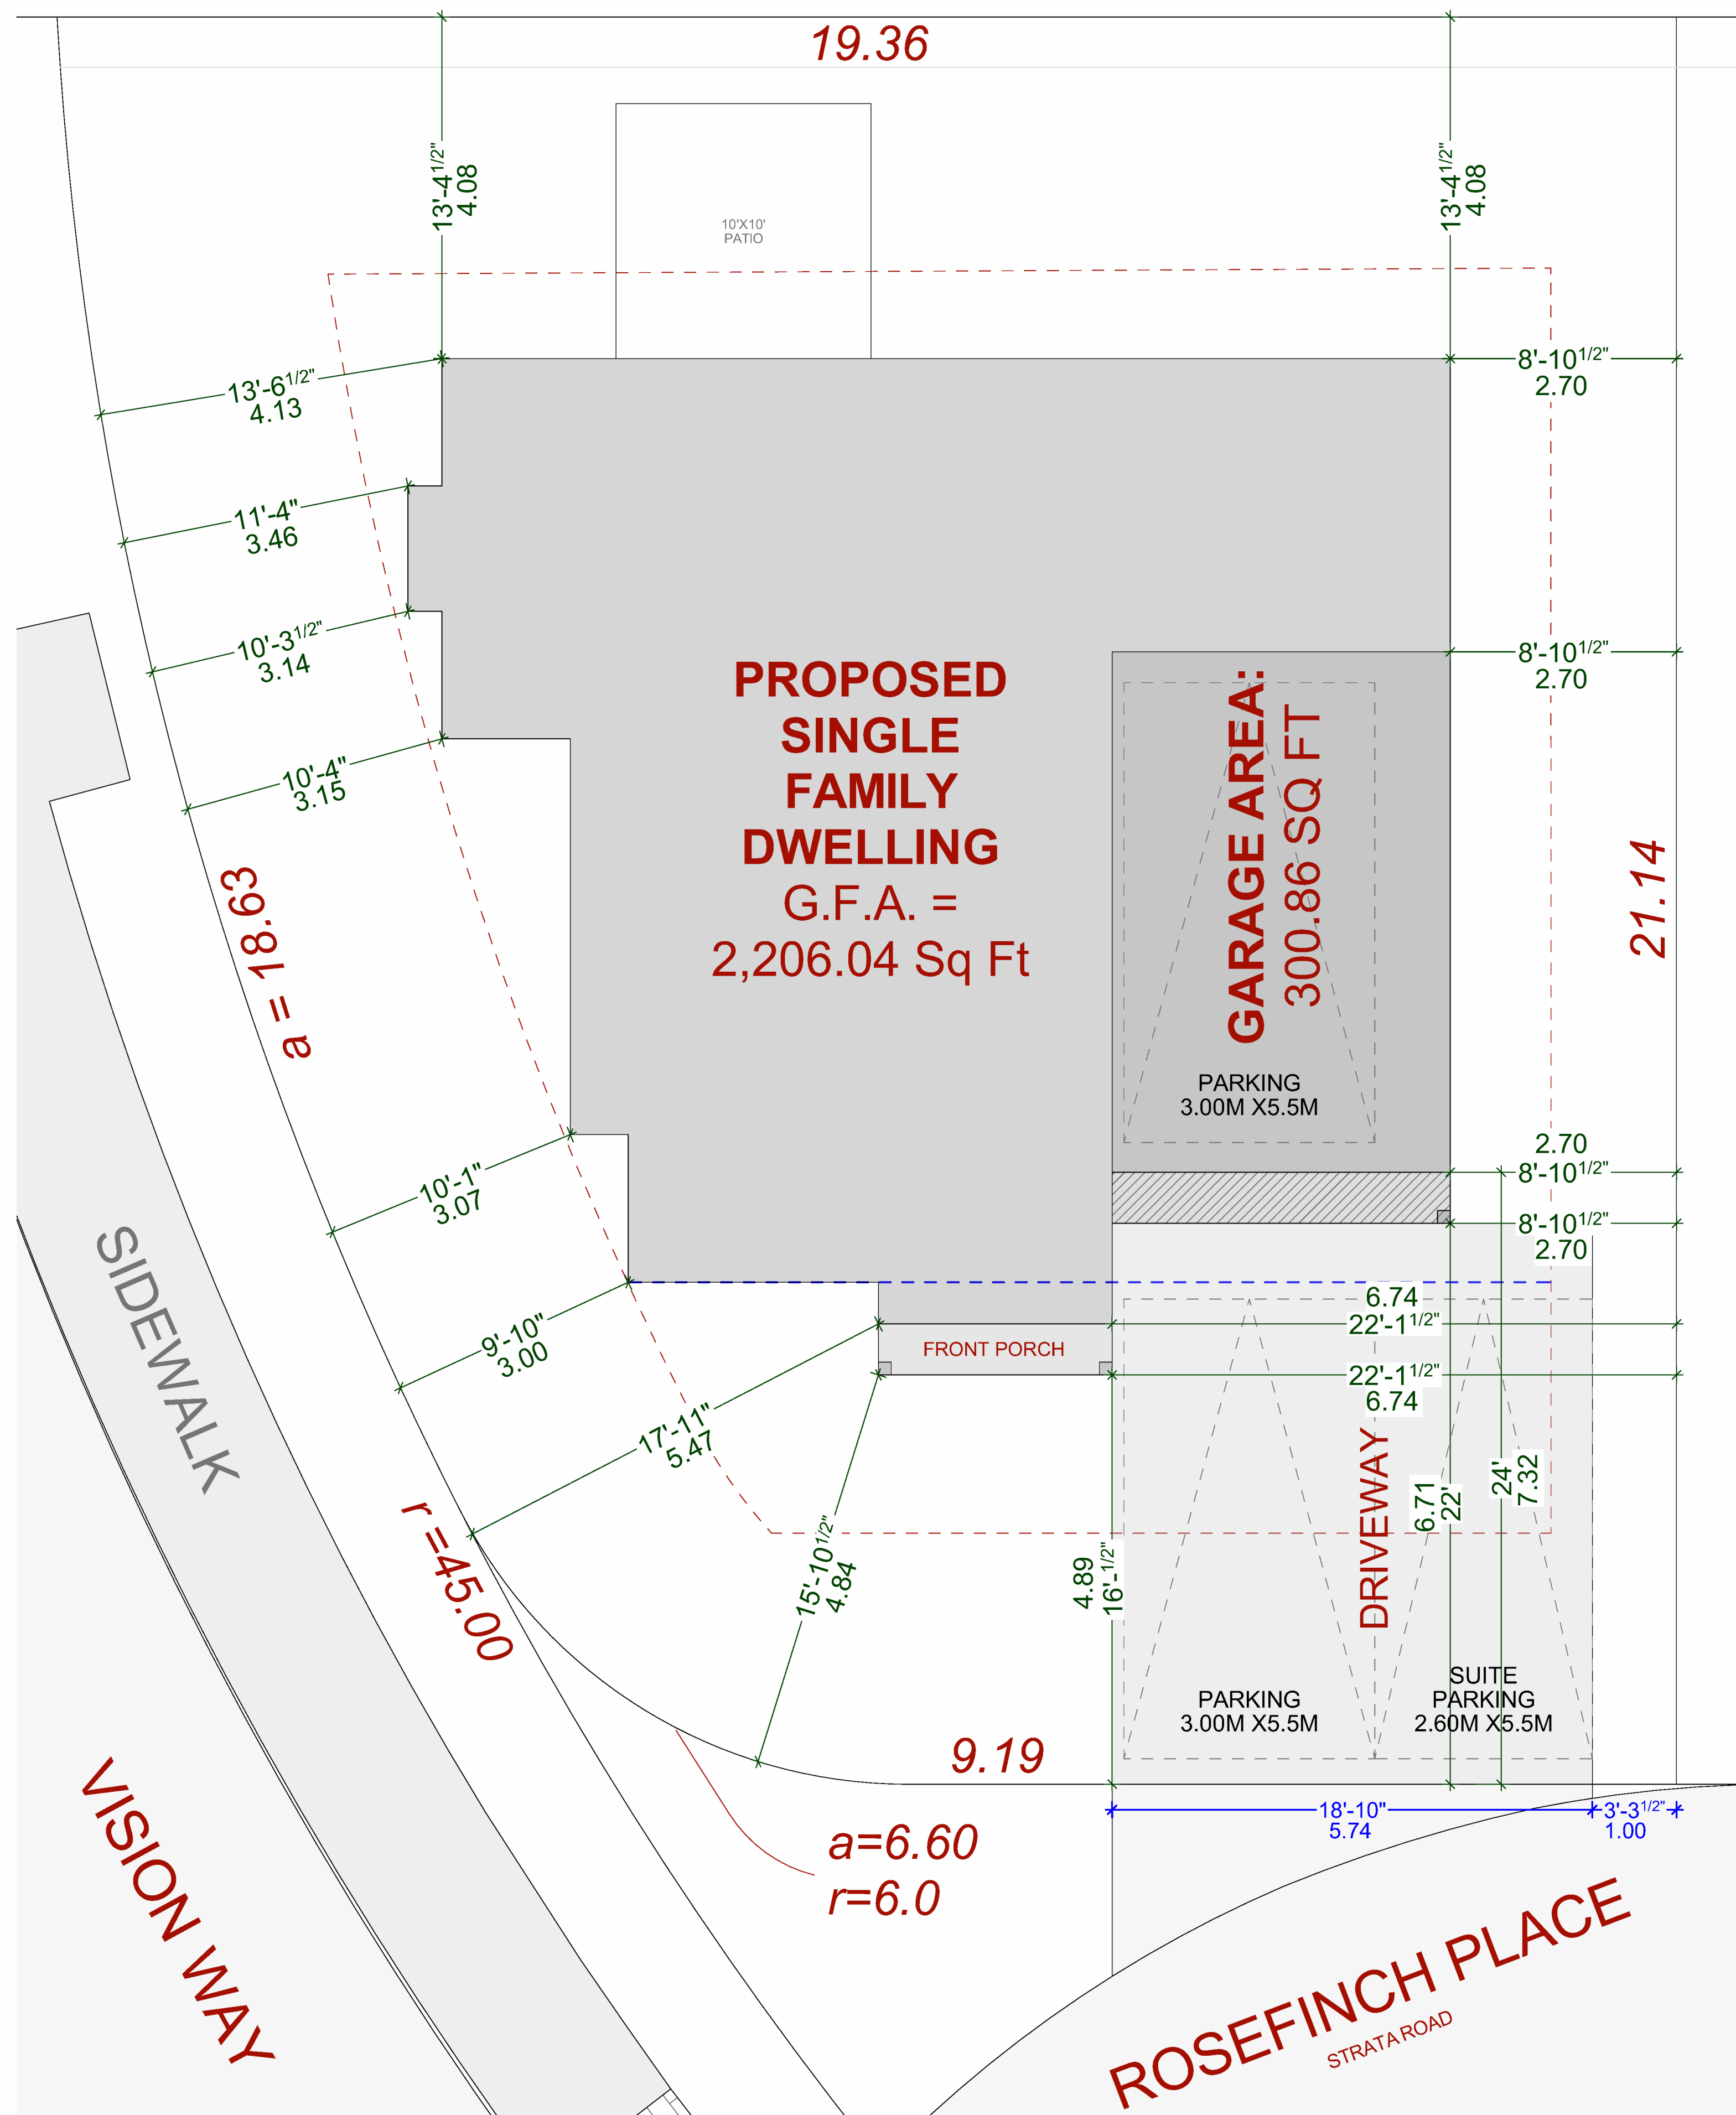 19.36
13'-4 1/2"
4.08
13'-4 1/2"
4.08
10'X10'
PATIO
13'-6 1/2"
4.13
8'-10 1/2"
2.70
11'-4"
3.46
10'-3 1/2"
3.14
8'-10 1/2"
2.70
10'-4"
3.15
PROPOSED
SINGLE
FAMILY
DWELLING
G.F.A. =
2,206.04 Sq Ft
GARAGE AREA:
300.86 SQ FT
PARKING
3.00M X5.5M
21.14
a = 18.63
2.70
8'-10 1/2"
8'-10 1/2"
2.70
10'-1"
3.07
9'-10"
3.00
6.74
22'-1 1/2"
FRONT PORCH
22'-1 1/2"
6.74
17'-11"
5.47
15'-10 1/2"
4.84
4.89
16'-1/2"
DRIVEWAY
6.71
22'
24'
7.32
SIDEWALK
r =45.00
PARKING
3.00M X5.5M
SUITE
PARKING
2.60M X5.5M
9.19
18'-10"
5.74
3'-3 1/2"
1.00
a=6.60
r=6.0
VISION WAY
ROSEFINCH PLACE
STRATA ROAD